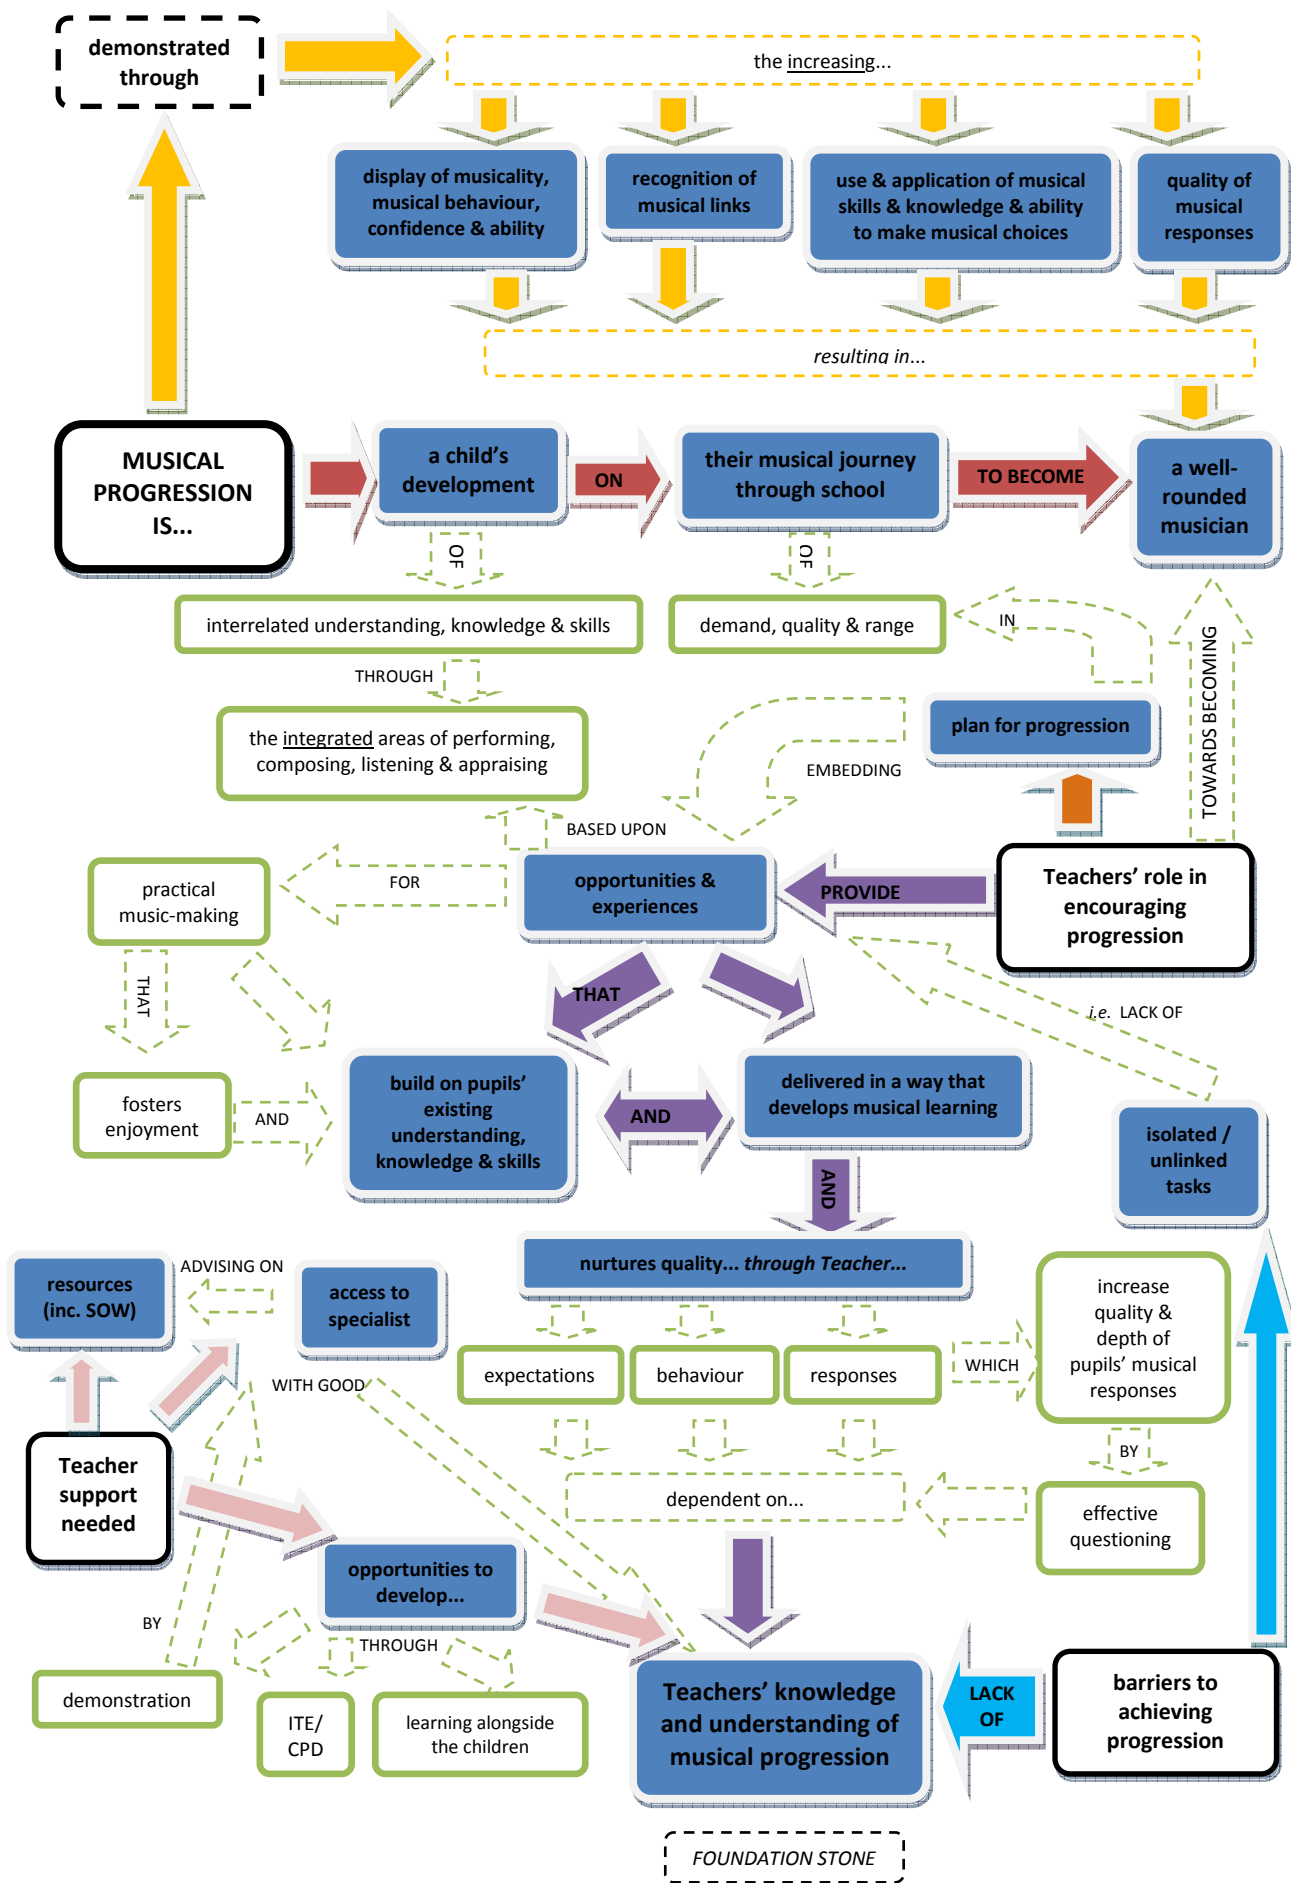 demonstrated
through
the increasing...
display of musicality,
musical behaviour,
confidence & ability
recognition of
musical links
use & application of musical
skills & knowledge & ability
to make musical choices
quality of
musical
responses
resulting in...
MUSICAL
PROGRESSION
IS...
a child's
development
ON
their musical journey
through school
TO BECOME
a well-
rounded
musician
OF
OF
interrelated understanding, knowledge & skills
demand, quality & range
IN
THROUGH
TOWARDS BECOMING
the integrated areas of performing,
composing, listening & appraising
plan for progression
EMBEDDING
BASED UPON
practical
music-making
FOR
opportunities &
experiences
PROVIDE
Teachers' role in
encouraging
progression
THAT
THAT
i.e. LACK OF
fosters
enjoyment
AND
build on pupils'
existing
understanding,
knowledge & skills
AND
delivered in a way that
develops musical learning
isolated /
unlinked
tasks
AND
resources
(inc. SOW)
ADVISING ON
access to
specialist
nurtures quality... through Teacher...
increase
quality &
depth of
pupils' musical
responses
WITH GOOD
expectations
behaviour
responses
WHICH
BY
Teacher
support
needed
dependent on...
effective
questioning
opportunities to
develop...
BY
THROUGH
demonstration
ITE/
CPD
learning alongside
the children
Teachers' knowledge
and understanding of
musical progression
LACK
OF
barriers to
achieving
progression
FOUNDATION STONE